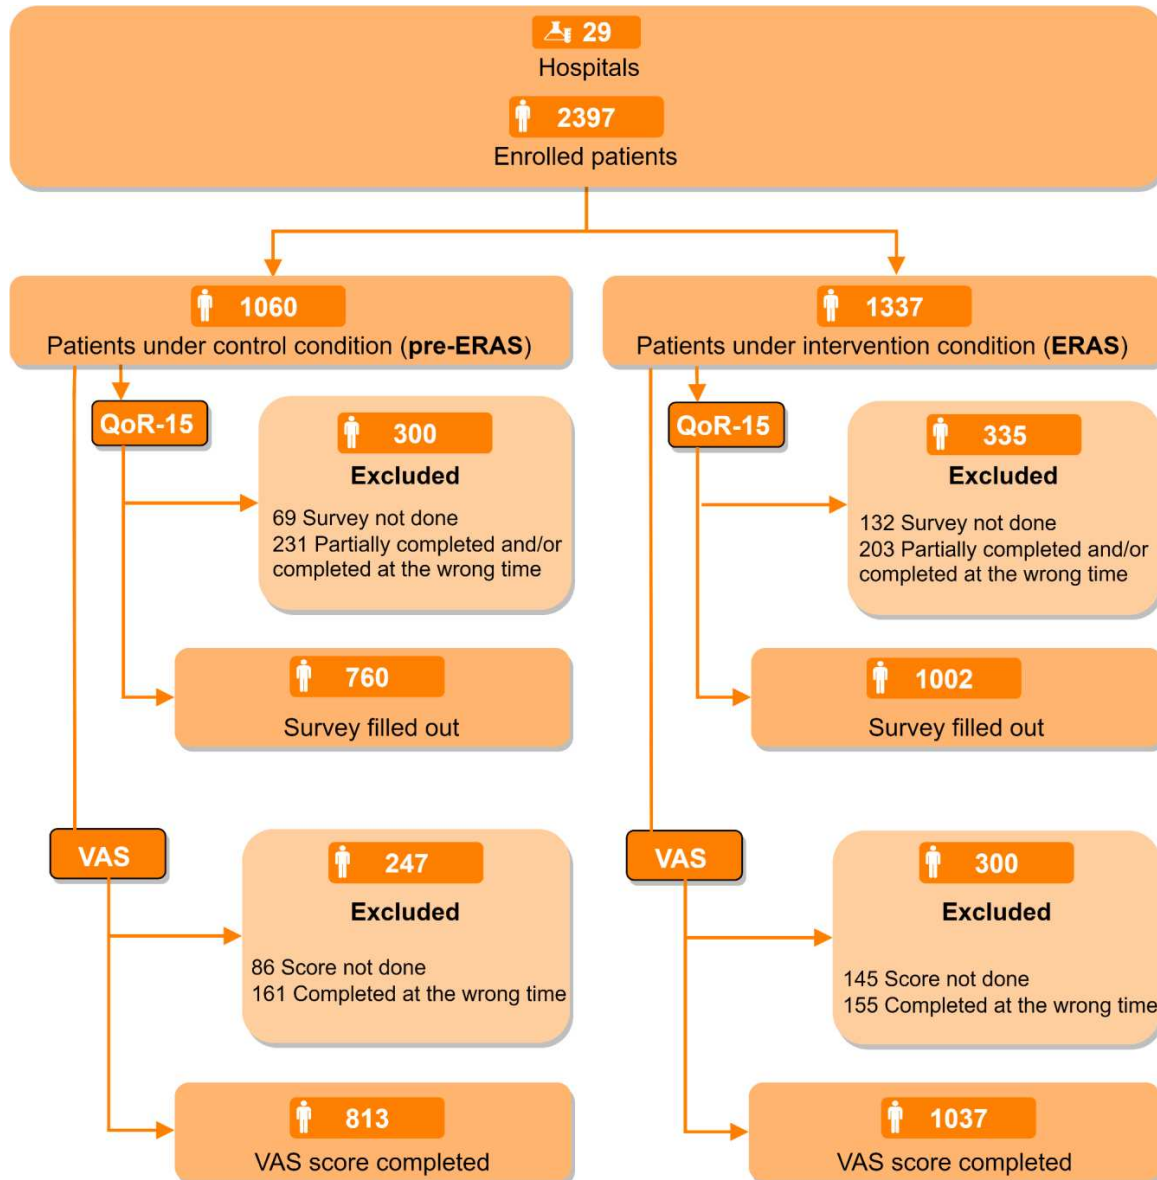 29
Hospitals
2397
Enrolled patients
1060
Patients under control condition (pre-ERAS)
QoR-15
300
Excluded
69 Survey not done
231 Partially completed and/or
completed at the wrong time
760
Survey filled out
VAS
247
Excluded
86 Score not done
161 Completed at the wrong time
813
VAS score completed
1337
Patients under intervention condition (ERAS)
QoR-15
335
Excluded
132 Survey not done
203 Partially completed and/or
completed at the wrong time
1002
Survey filled out
VAS
300
Excluded
145 Score not done
155 Completed at the wrong time
1037
VAS score completed